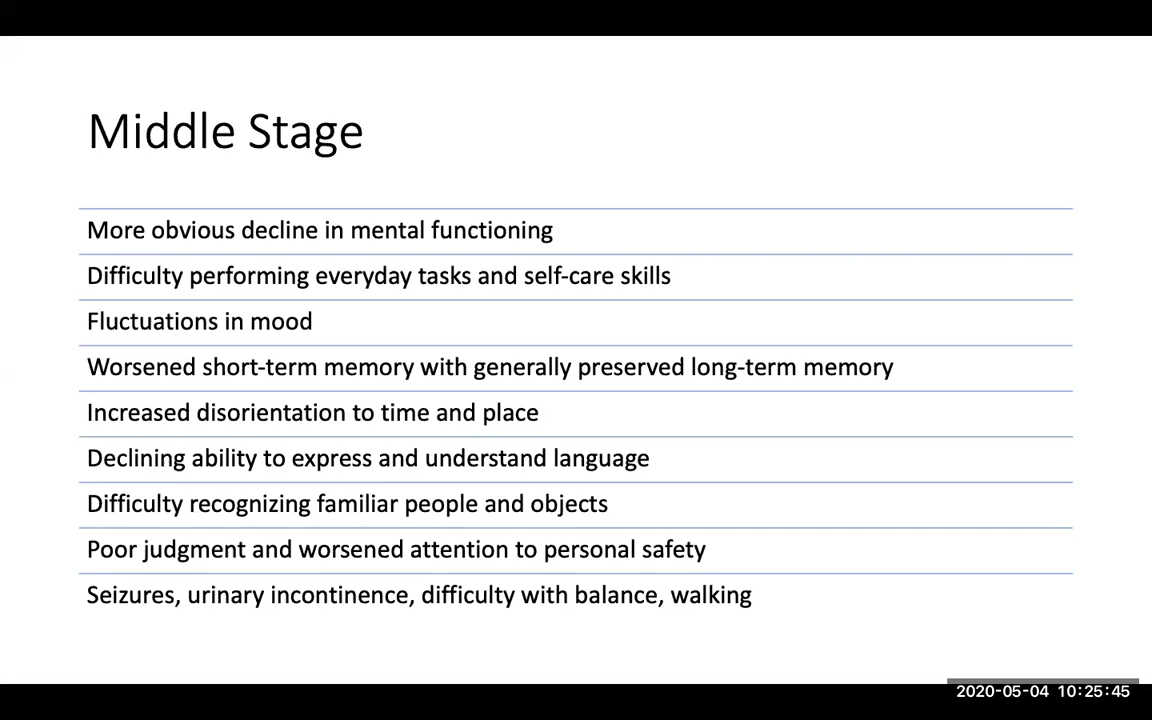 Middle Stage
More obvious decline in mental functioning
Difficulty performing everyday tasks and self-care skills
Fluctuations in mood
Worsened short-term memory with generally preserved long-term memory
Increased disorientation to time and place
Declining ability to express and understand language
Difficulty recognizing familiar people and objects
Poor judgment and worsened attention to personal safety
Seizures, urinary incontinence, difficulty with balance, walking
2020-05-04 10:25:45